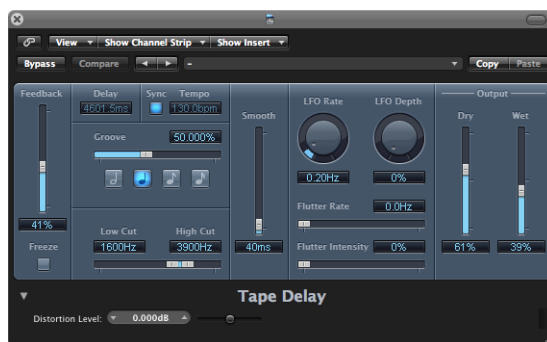 View Show Channel Strip Show Insert
Bypass Compare - Copy Paste
Feedback Delay Sync Tempo Smooth LFO Rate LFO Depth Output
4601.5ms 130.0bpm Dry Wet
Groove 50.000%
0.20Hz 0%
Flutter Rate 0.0Hz
41% Low Cut High Cut
Freeze 1600Hz 3900Hz 40ms Flutter Intensity 0% 61% 39%
Tape Delay
Distortion Level: 0.000dB